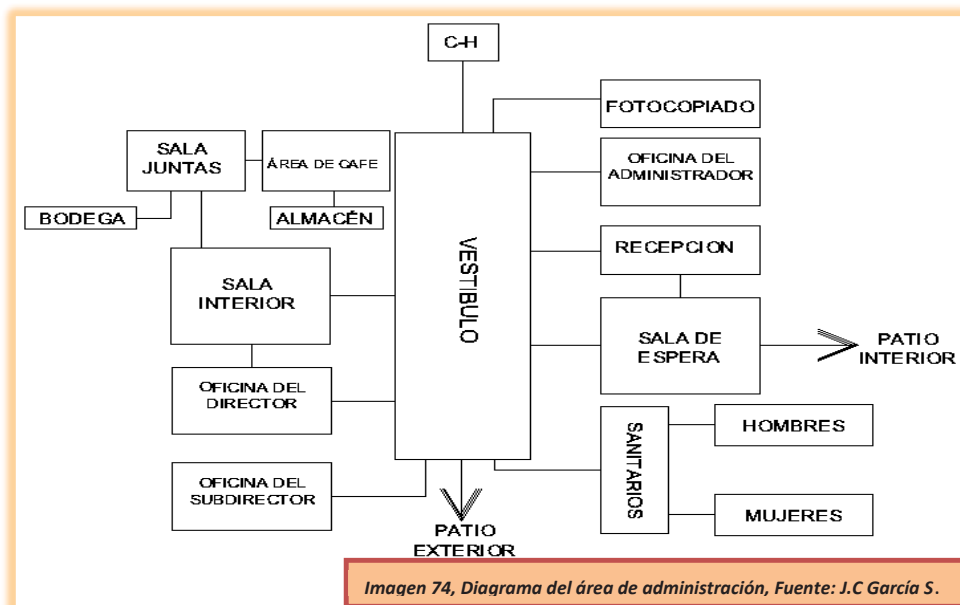 C-H
FOTOCOPIADO
SALA
JUNTAS
ÁREA DE CAFE
OFICINA DEL
ADMINISTRADOR
BODEGA
ALMACÉN
VESTIBULO
RECEPCION
SALA
INTERIOR
SALA DE
ESPERA
PATIO
INTERIOR
OFICINA DEL
DIRECTOR
SANITARIOS
HOMBRES
OFICINA DEL
SUBDIRECTOR
MUJERES
PATIO
EXTERIOR
Imagen 74, Diagrama del área de administración, Fuente: J.C García S.